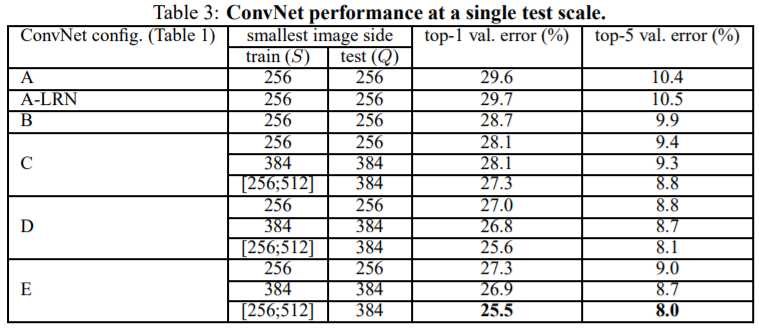 Table 3: ConvNet performance at a single test scale.
ConvNet config. (Table 1) smallest image side top-1 val. error (%) top-5 val. error (%)
train (S) test (Q)
A 256 256 29.6 10.4
A-LRN 256 256 29.7 10.5
B 256 256 28.7 9.9
256 256 28.1 9.4
C 384 384 28.1 9.3
[256;512] 384 27.3 8.8
256 256 27.0 8.8
D 384 384 26.8 8.7
[256;512] 384 25.6 8.1
256 256 27.3 9.0
E 384 384 26.9 8.7
[256;512] 384 25.5 8.0